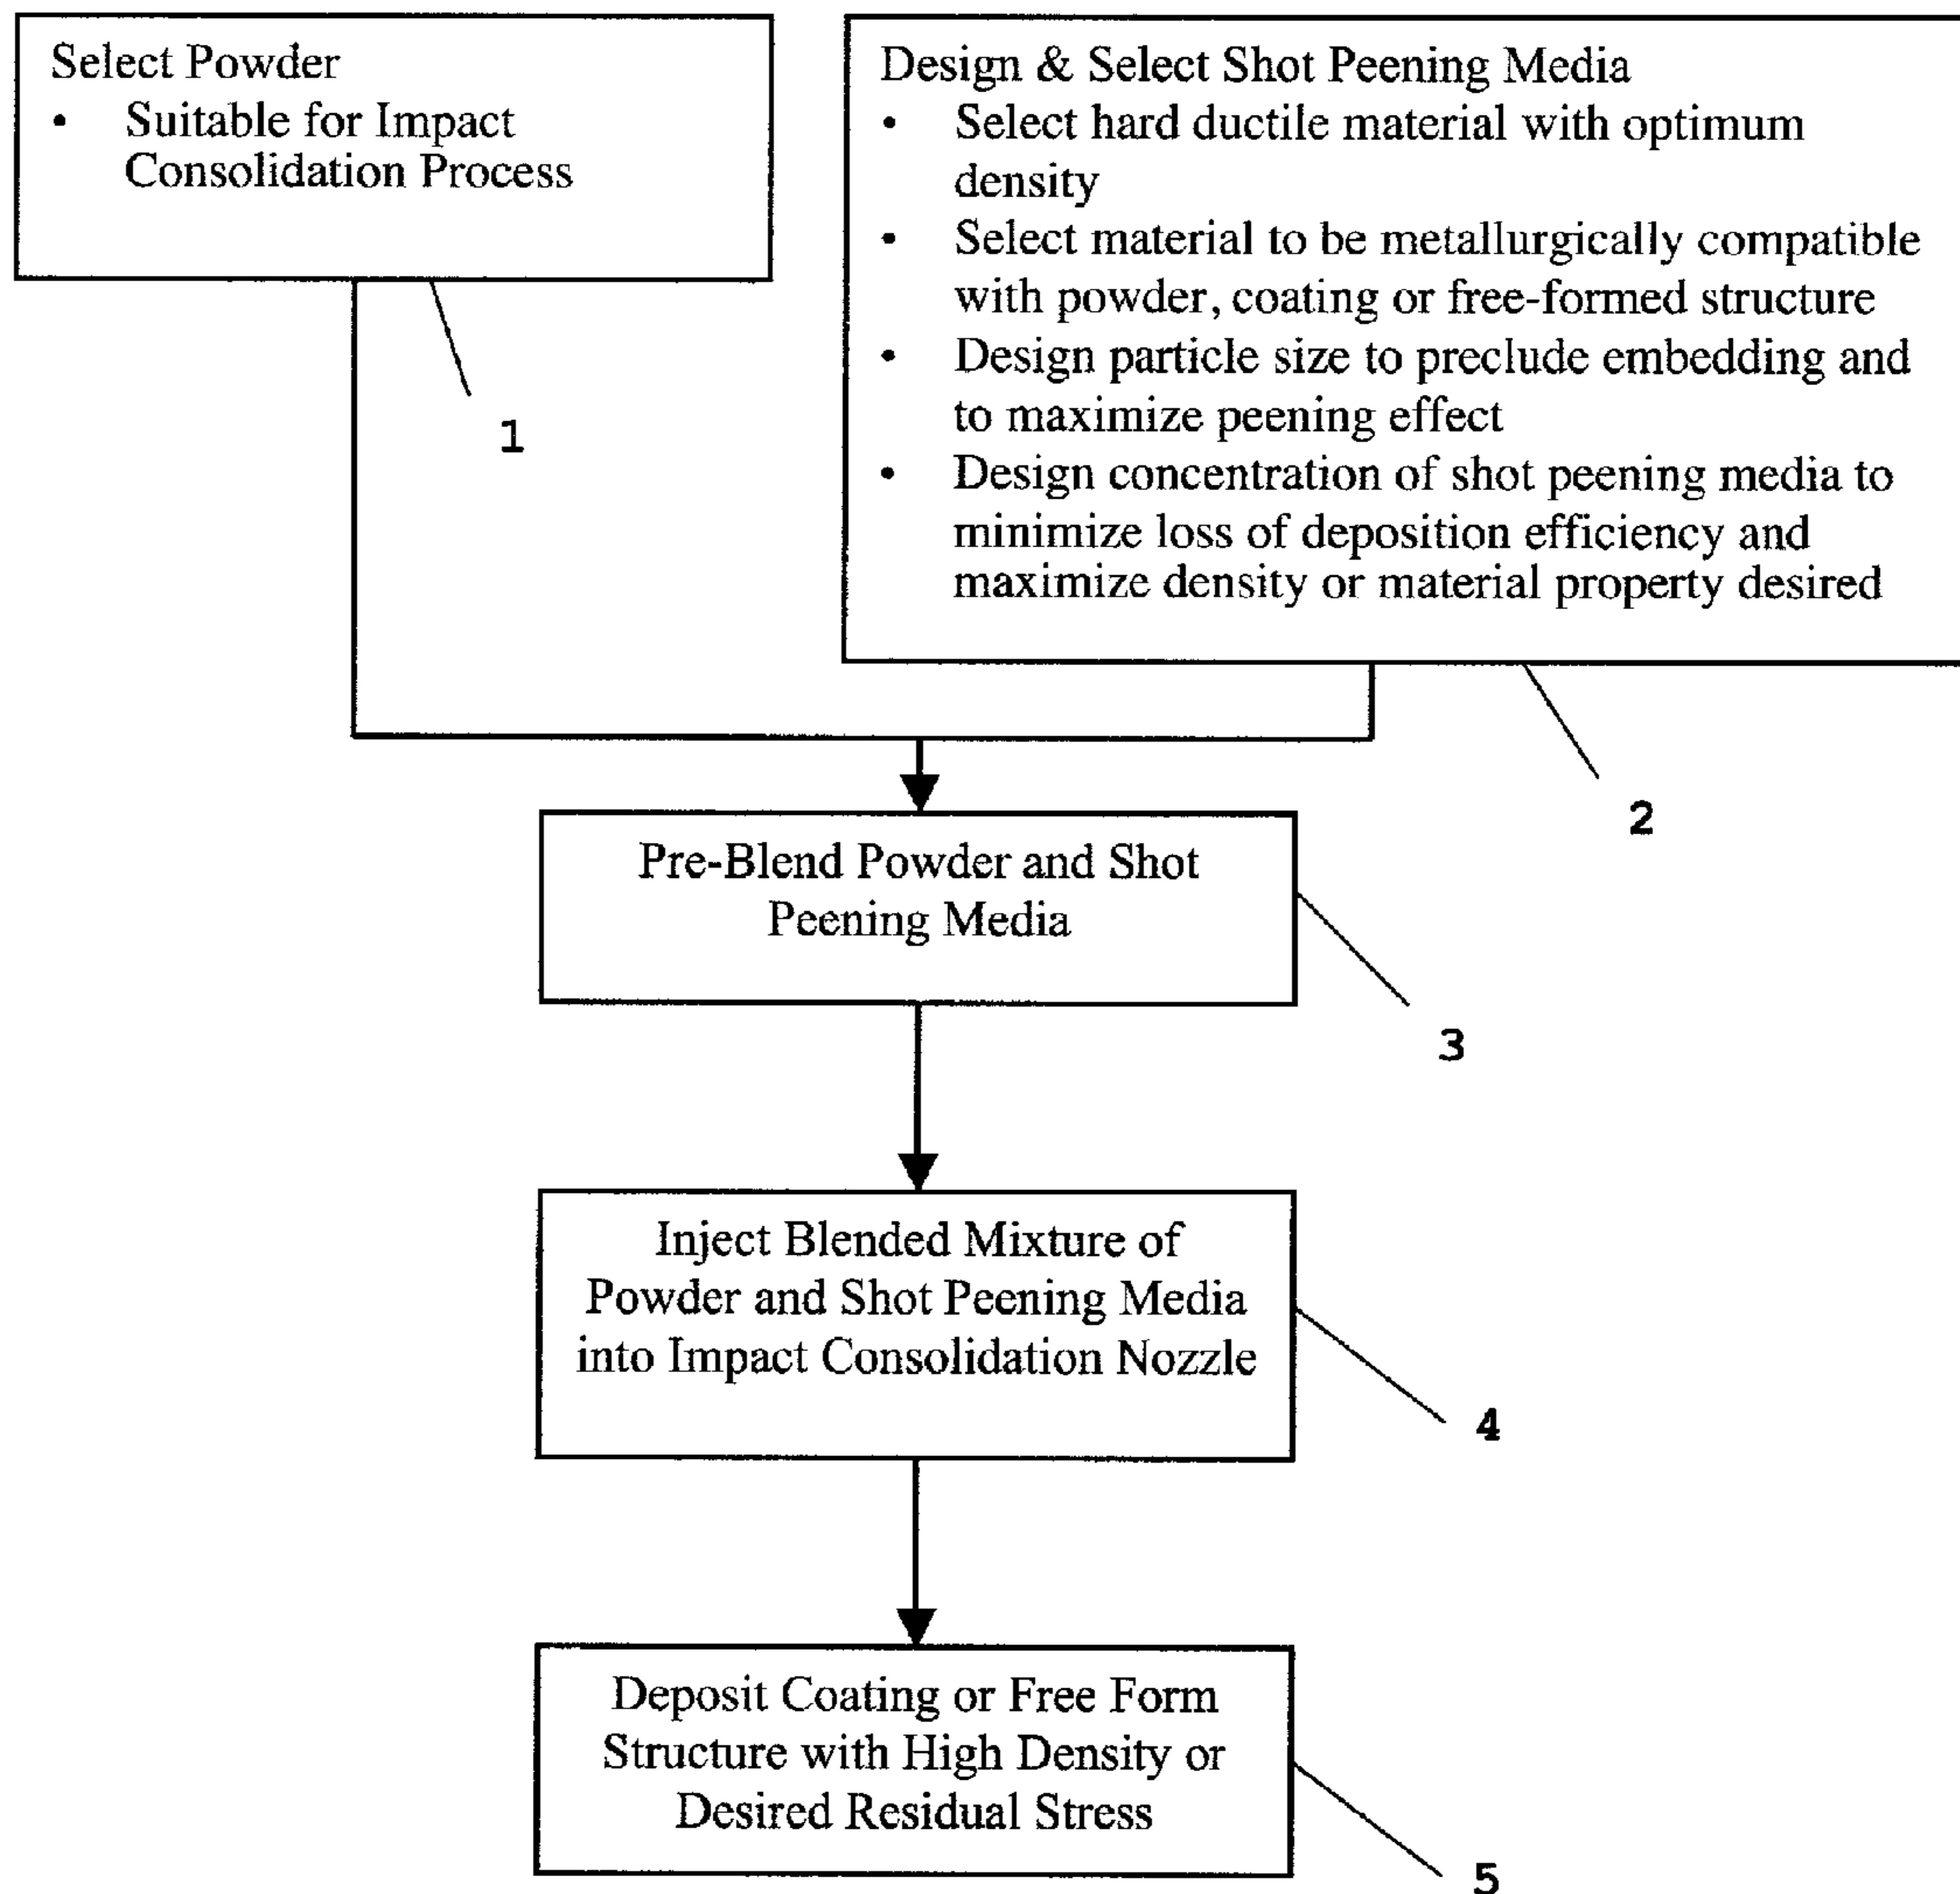 Select Powder
• Suitable for Impact
Consolidation Process
1
Design & Select Shot Peening Media
• Select hard ductile material with optimum
density
• Select material to be metallurgically compatible
with powder, coating or free-formed structure
• Design particle size to preclude embedding and
to maximize peening effect
• Design concentration of shot peening media to
minimize loss of deposition efficiency and
maximize density or material property desired
2
Pre-Blend Powder and Shot
Peening Media
3
Inject Blended Mixture of
Powder and Shot Peening Media
into Impact Consolidation Nozzle
4
Deposit Coating or Free Form
Structure with High Density or
Desired Residual Stress
5